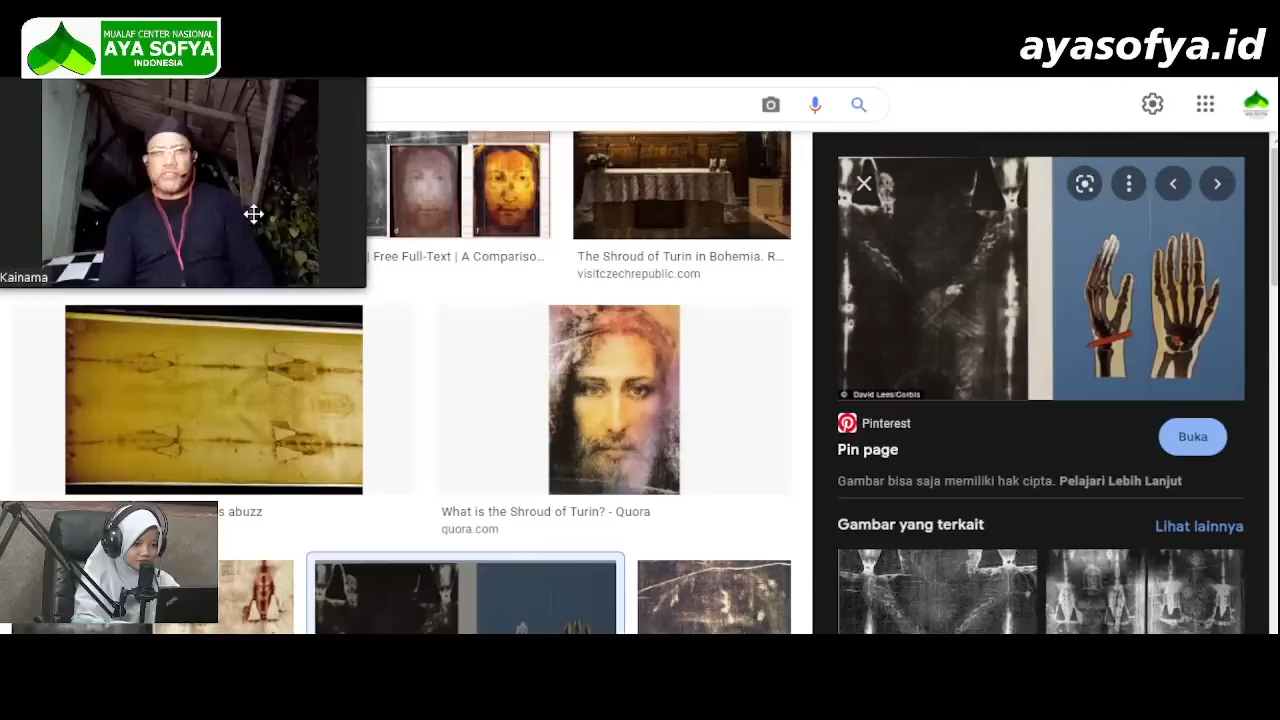 MUALAF CENTER NASIONAL
AYA SOFYA
INDONESIA
ayasofya.id
Kainama
| Free Full-Text | A Compariso...
The Shroud of Turin in Bohemia. R...
visitczechrepublic.com
© David Lees/Corbis
Pinterest
Pin page
Buka
Gambar bisa saja memiliki hak cipta. Pelajari Lebih Lanjut
s abuzz
What is the Shroud of Turin? - Quora
quora.com
Gambar yang terkait
Lihat lainnya